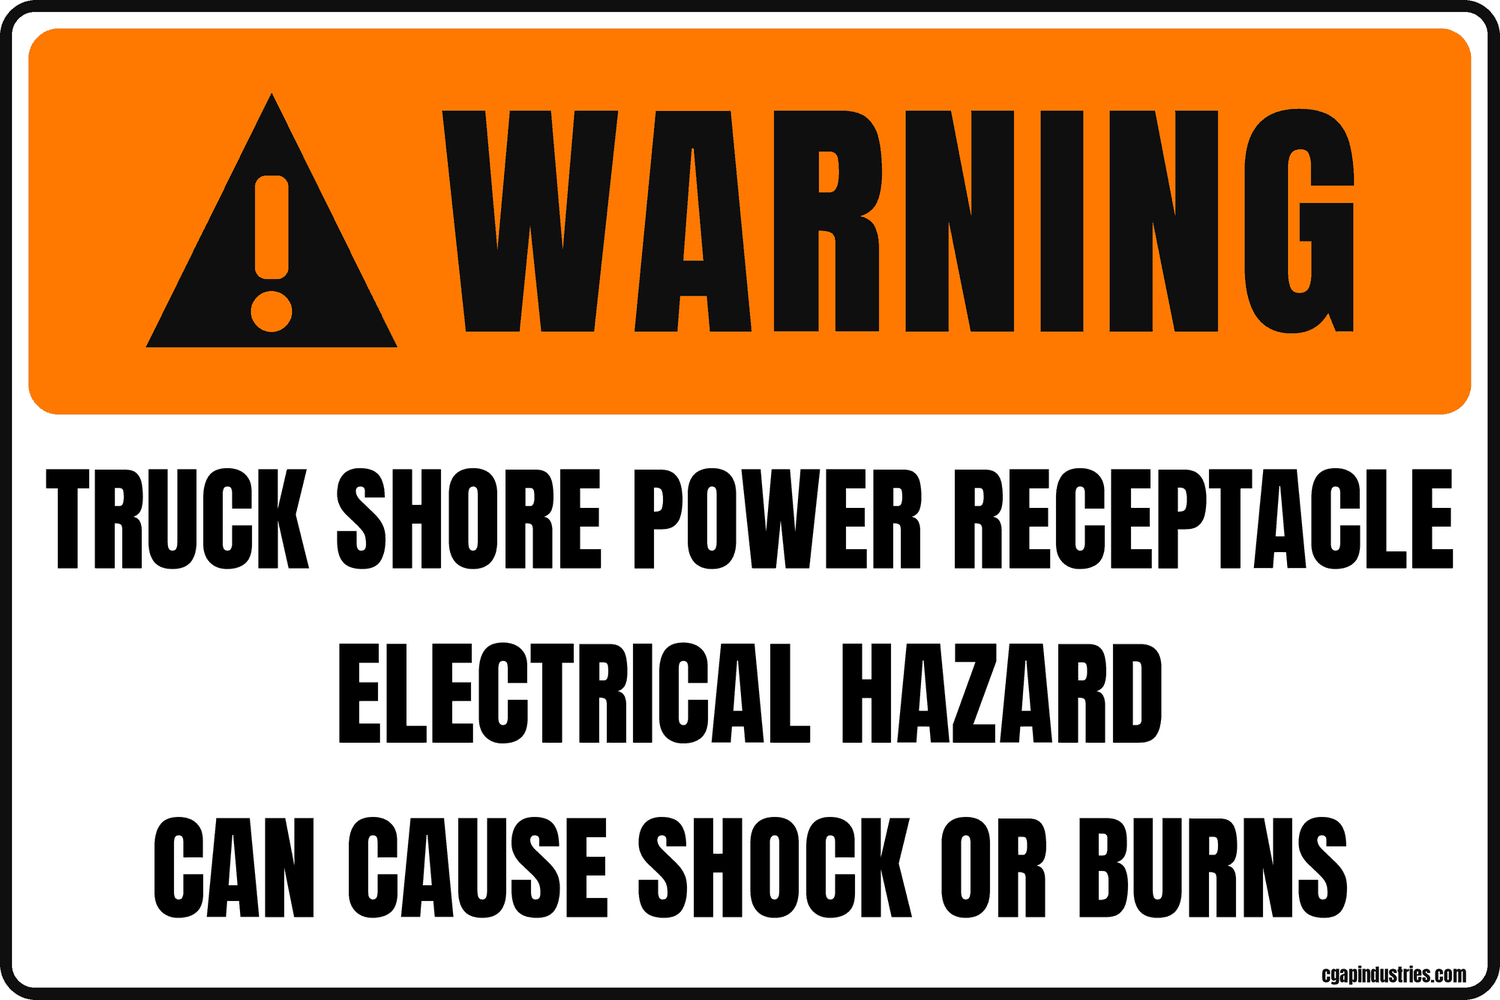 WARNING
TRUCK SHORE POWER RECEPTACLE
ELECTRICAL HAZARD
CAN CAUSE SHOCK OR BURNS
cgapindustries.com